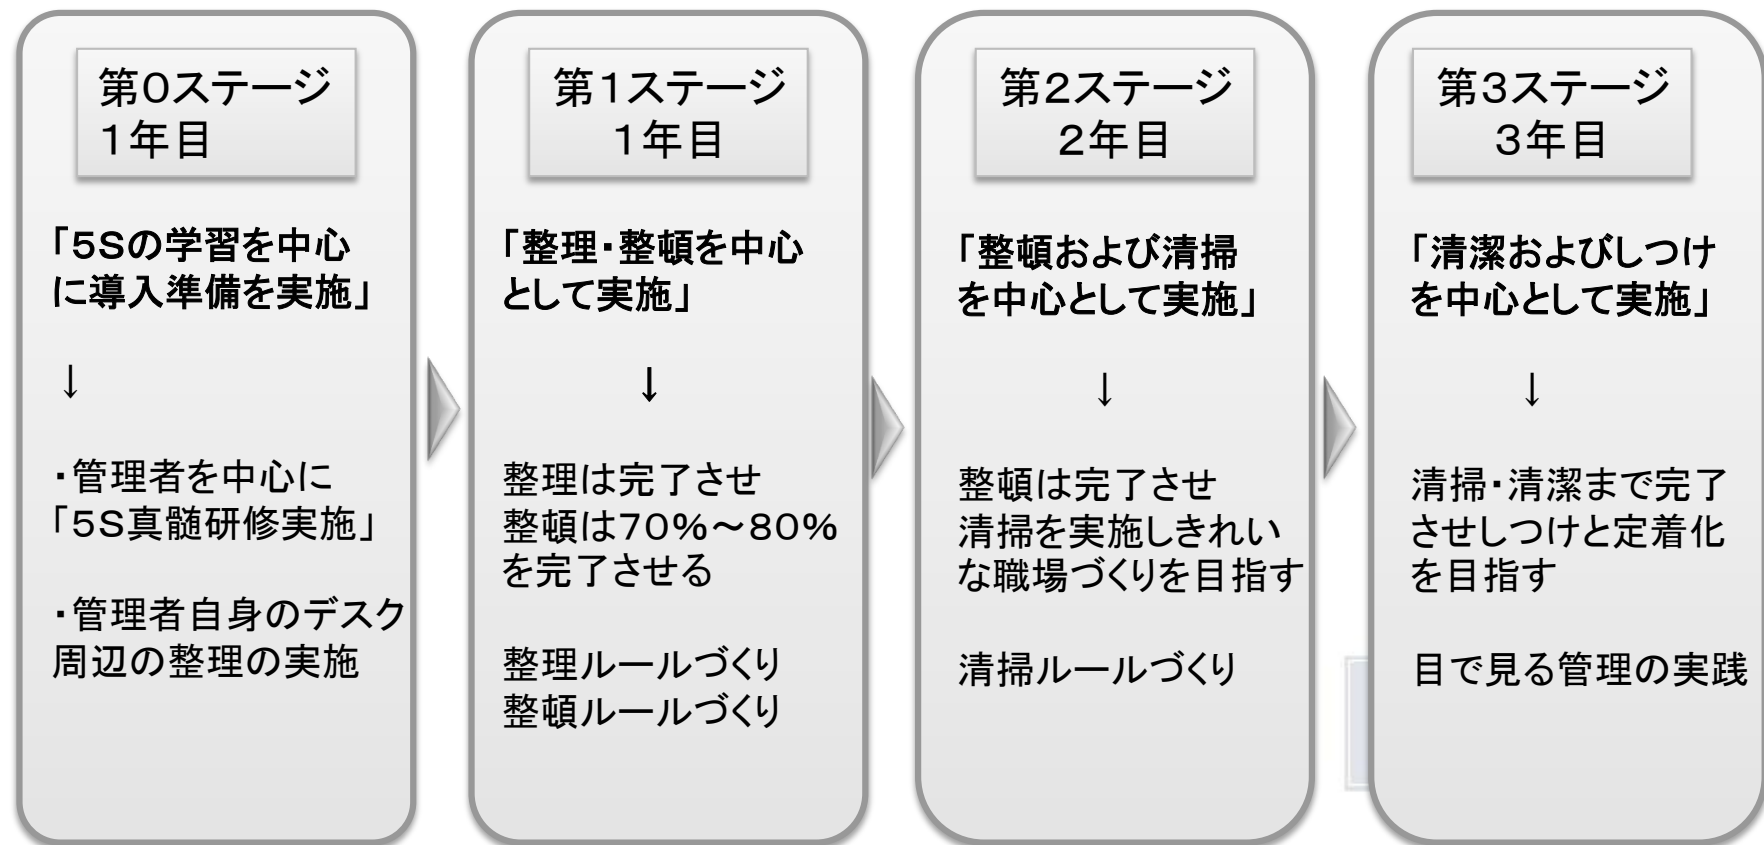 第０ステージ
１年目
「５Ｓの学習を中心
に導入準備を実施」
↓
・管理者を中心に
「５Ｓ真髄研修実施」
・管理者自身のデスク
周辺の整理の実施
第１ステージ
１年目
「整理・整頓を中心
として実施」
↓
整理は完了させ
整頓は７０％～８０％
を完了させる
整理ルールづくり
整頓ルールづくり
第２ステージ
２年目
「整頓および清掃
を中心として実施」
↓
整頓は完了させ
清掃を実施しきれい
な職場づくりを目指す
清掃ルールづくり
第３ステージ
３年目
「清潔およびしつけ
を中心として実施」
↓
清掃・清潔まで完了
させしつけと定着化
を目指す
目で見る管理の実践